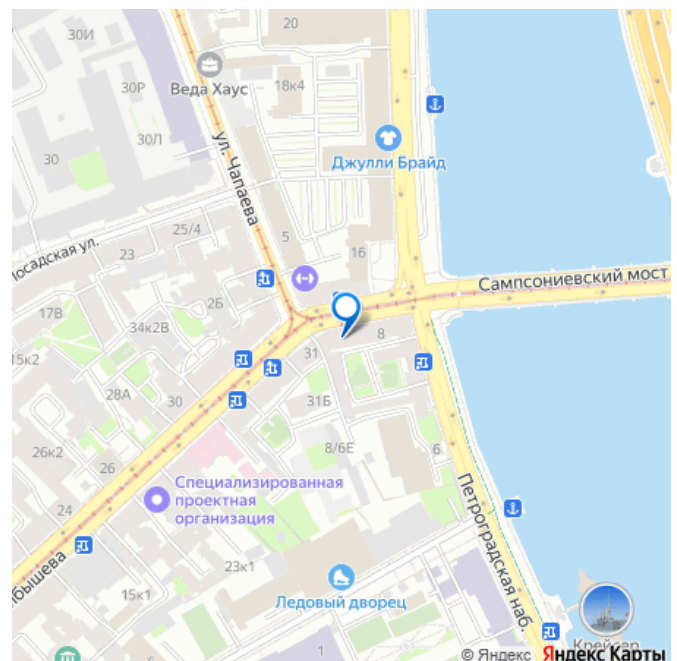 20
30И
Веда Хаус
18к4
30Р
30Л
30
ул. Чапаева
Джулли Брайд
Посадская ул.
25/4
5
23
16
Сампсониевский мост
2Б
17В
34к2В
8
15к2
31
28А
31Б
30
8/6Е
26к2
26
6
Специализированная
проектная
организация
24
Петроградская наб.
23к1
бышева
Ледовый дворец
15к1
1
Крейсер
© Яндекс Яндекс Карты